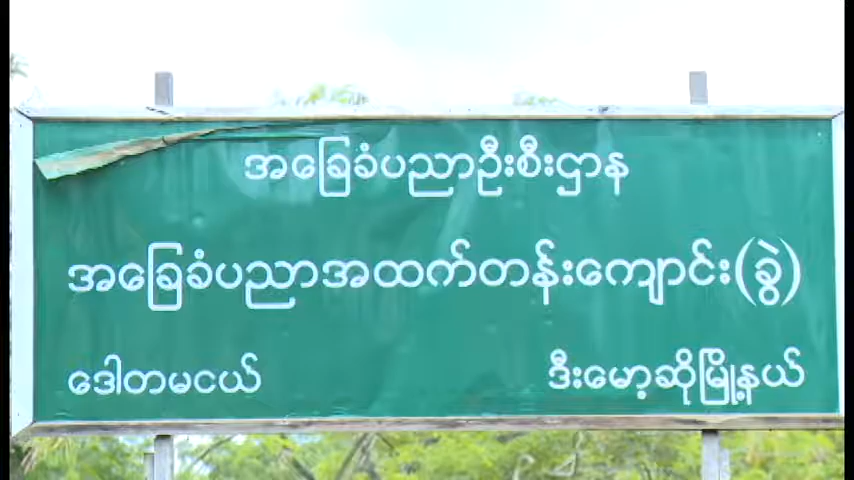 အခြေခံပညာဦးစီးဌာန
အခြေခံပညာအထက်တန်းကျောင်း(ခွဲ)
ဒေါတမငယ် ဒီးမော့ဆိုမြို့နယ်